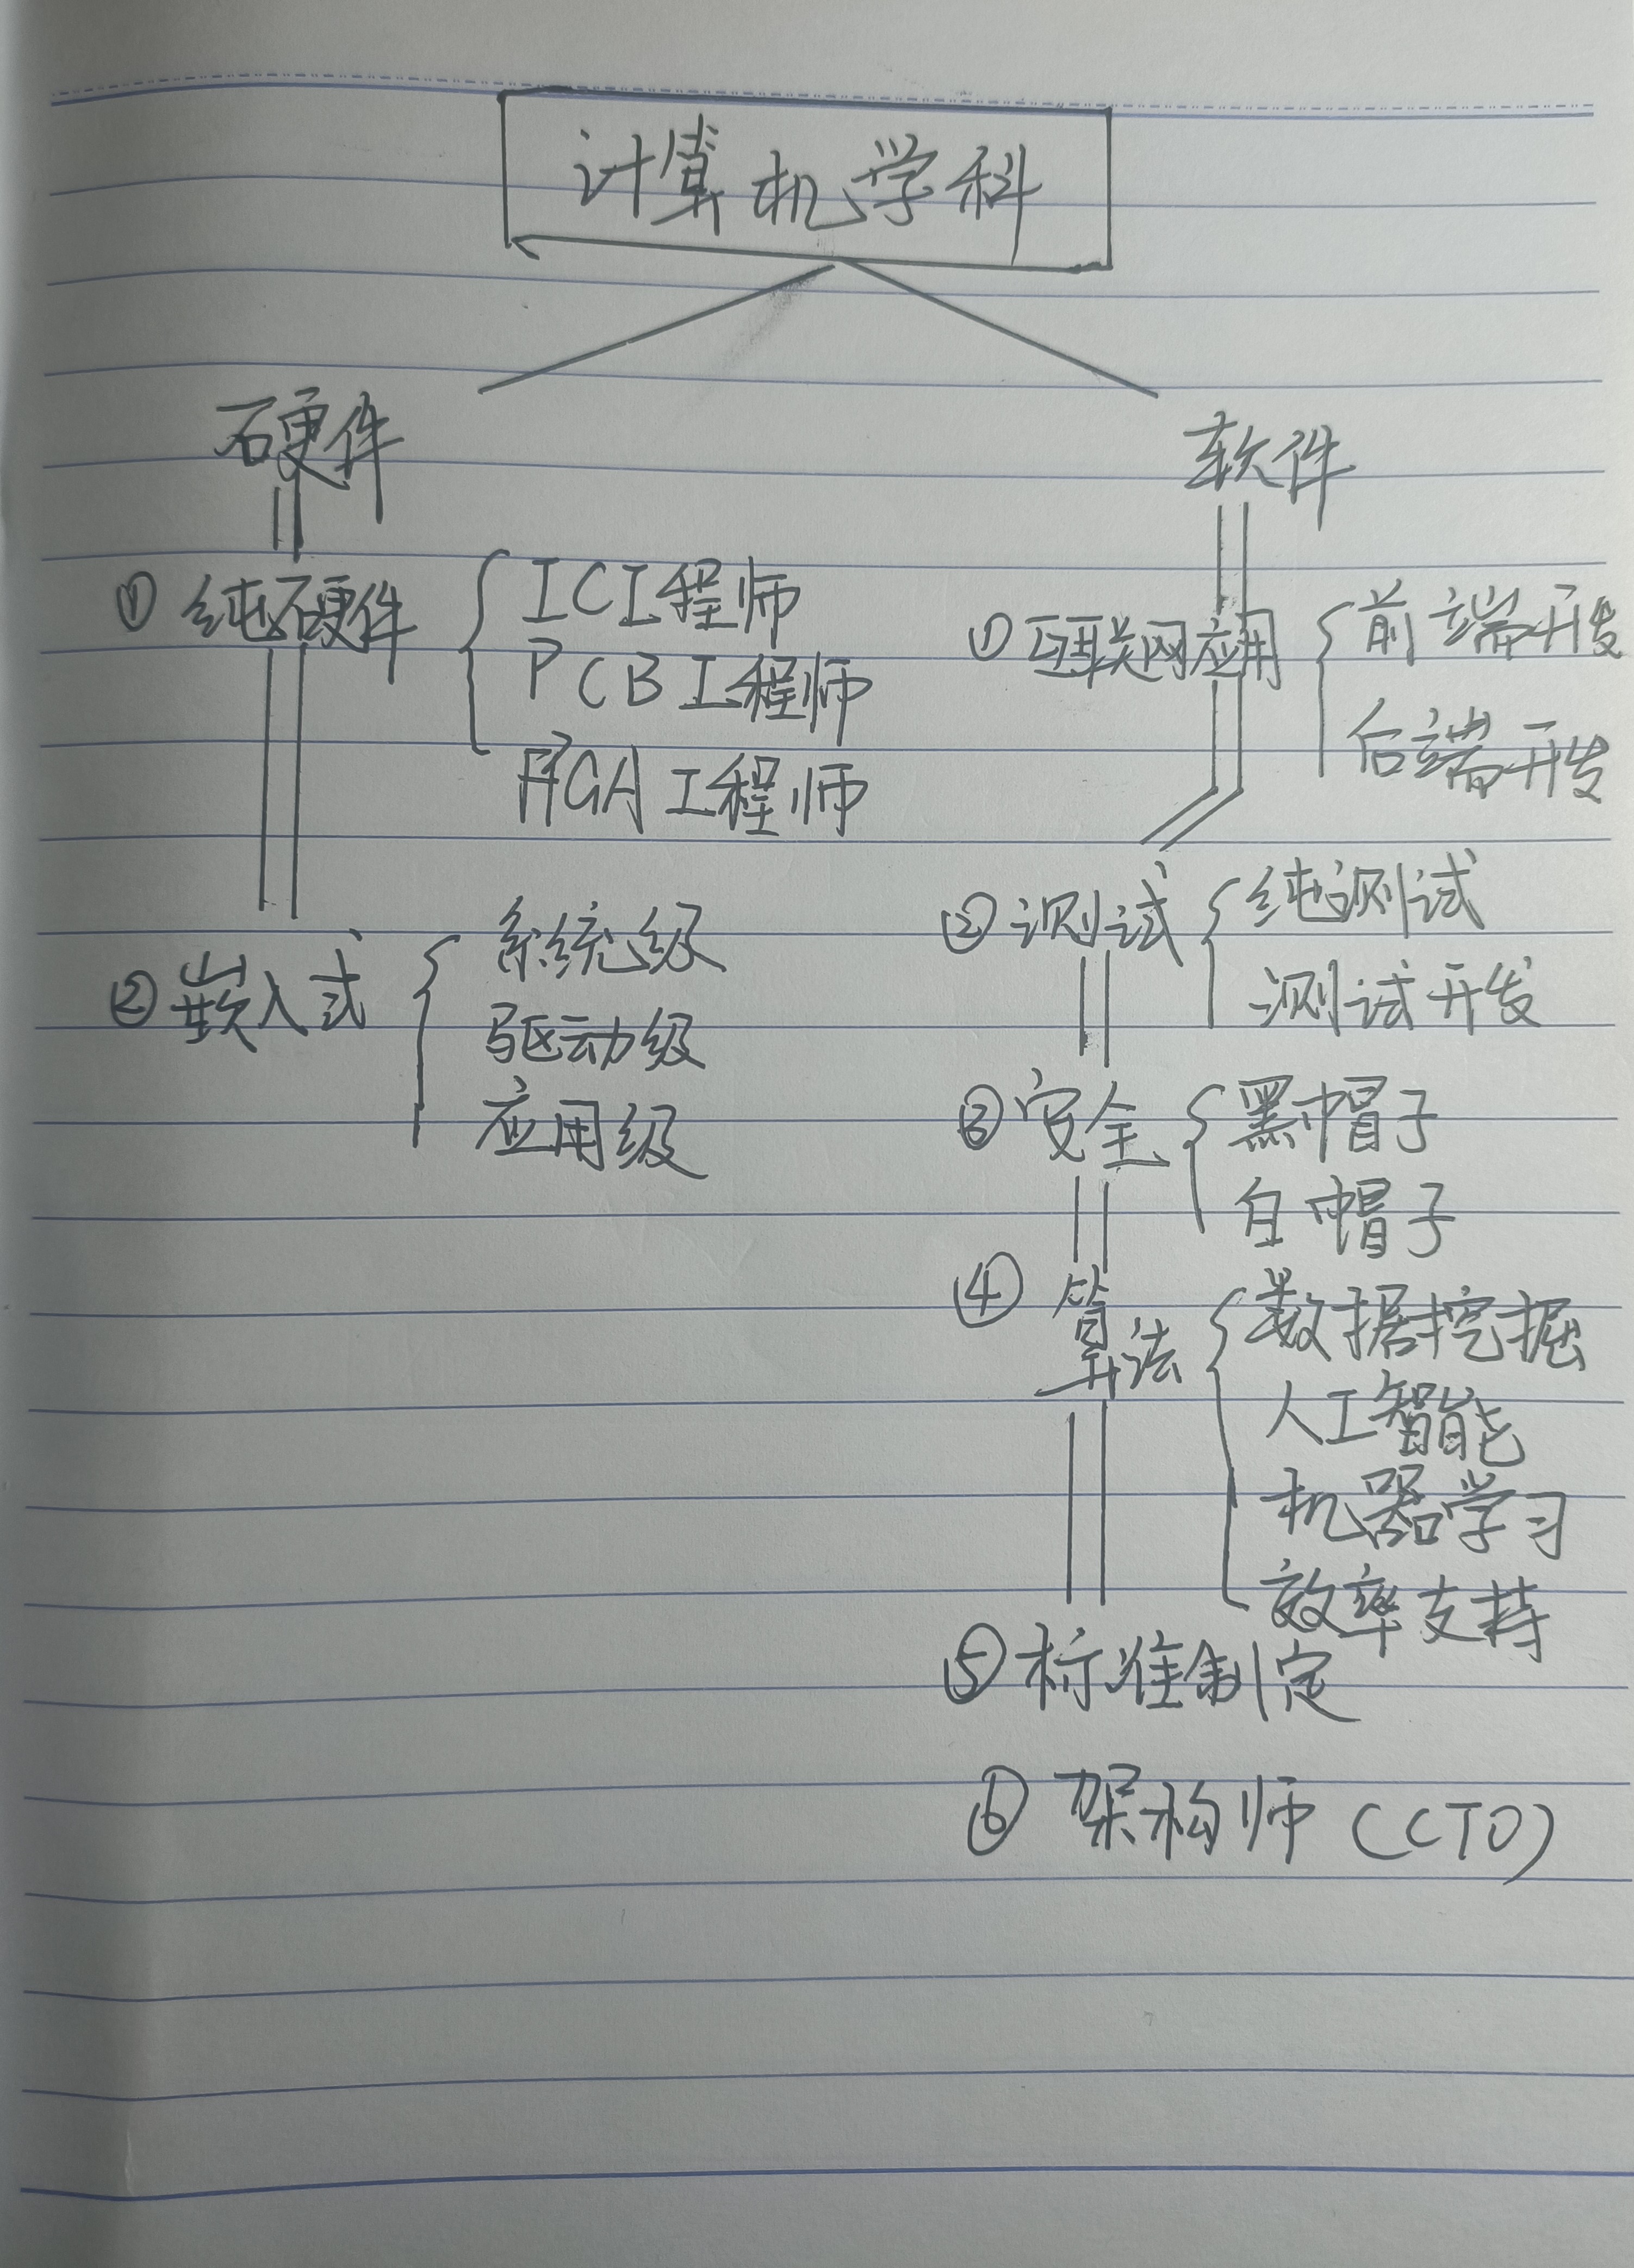 计算机学科
硬件
① 纯硬件
IC工程师
PCB工程师
FPGA工程师
② 嵌入式
系统级
驱动级
应用级
软件
① 互联网应用
前端开发
后端开发
② 测试
纯测试
测试开发
③ 安全
黑帽子
白帽子
④ 算法
数据挖掘
人工智能
机器学习
效率支持
⑤ 标准制定
⑥ 架构师（CTO）